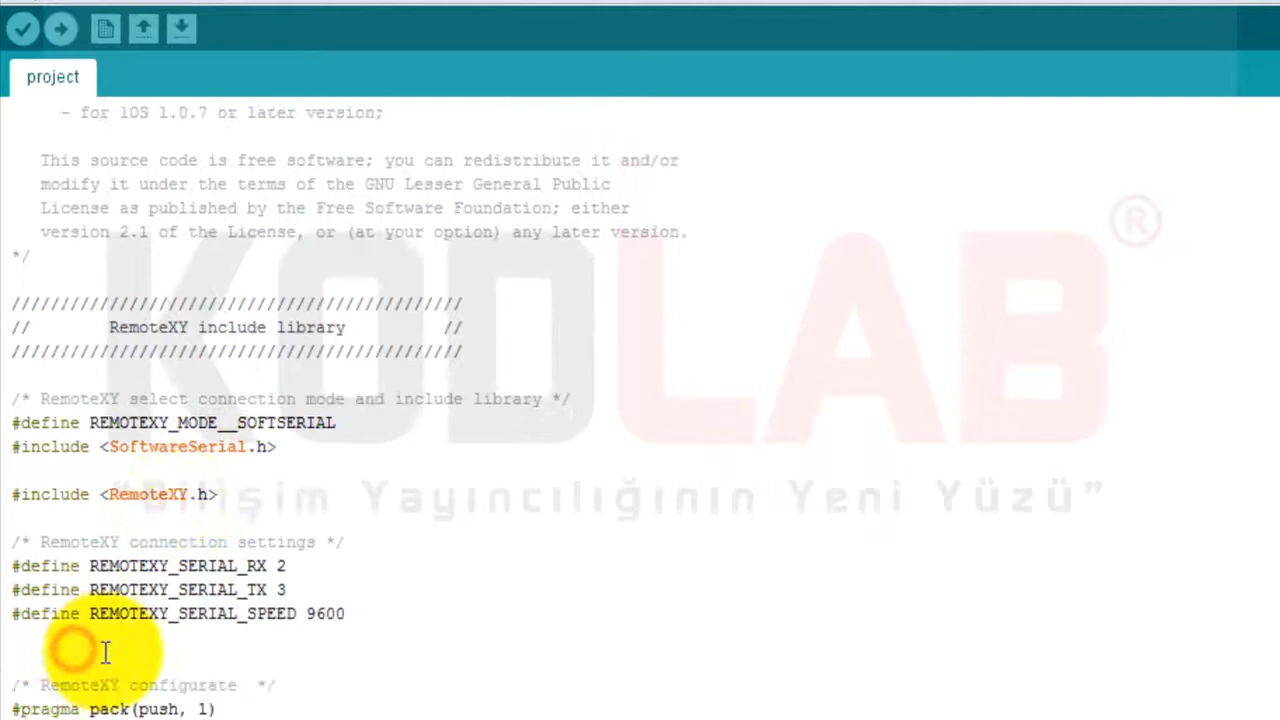 project
- for iOS 1.0.7 or later version;
This source code is free software; you can redistribute it and/or
modify it under the terms of the GNU Lesser General Public
License as published by the Free Software Foundation; either
version 2.1 of the License, or (at your option) any later version.
*/
//////////////////////////////////////////////
// RemoteXY include library //
//////////////////////////////////////////////
/* RemoteXY select connection mode and include library */
#define REMOTEXY_MODE__SOFTSERIAL
#include <SoftwareSerial.h>
#include <RemoteXY.h>
/* RemoteXY connection settings */
#define REMOTEXY_SERIAL_RX 2
#define REMOTEXY_SERIAL_TX 3
#define REMOTEXY_SERIAL_SPEED 9600
/* RemoteXY configurate */
#pragma pack(push, 1)
KODLAB®
“Bilişim Yayıncılığının Yeni Yüzü”